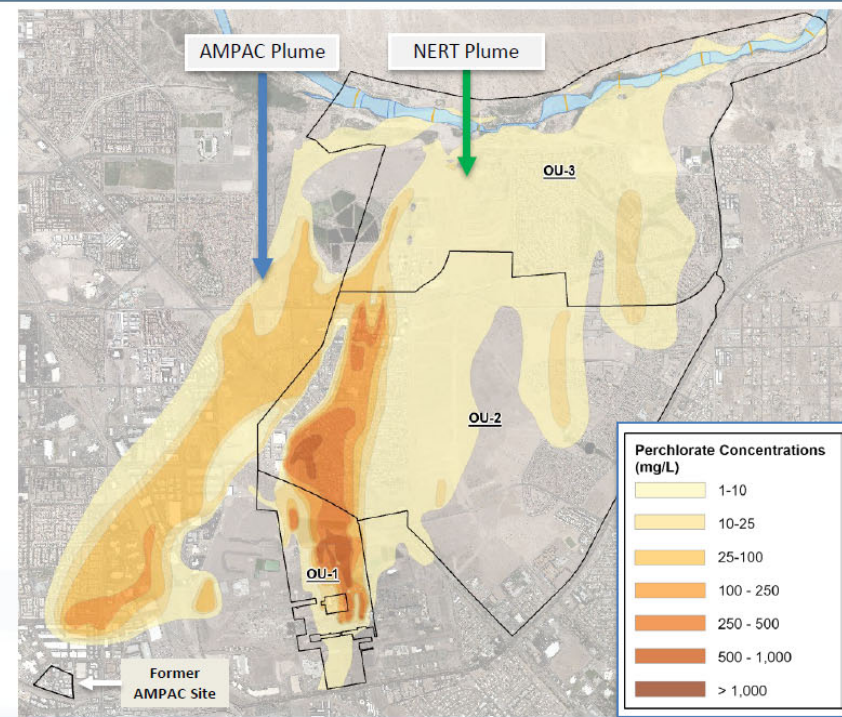 AMPAC Plume
NERT Plume
OU-3
OU-2
OU-1
Former
AMPAC Site
Perchlorate Concentrations
(mg/L)
1-10
10-25
25-100
100 - 250
250 - 500
500 - 1,000
> 1,000